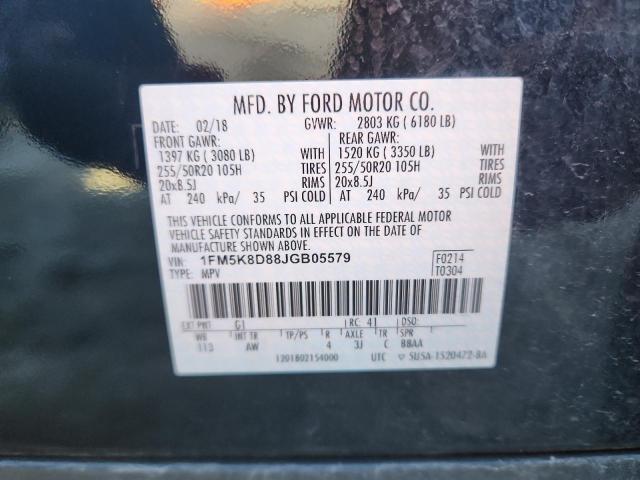 MFD. BY FORD MOTOR CO.
DATE: 02/18 GVWR: 2803 KG ( 6180 LB)
FRONT GAWR: REAR GAWR:
1397 KG ( 3080 LB) WITH 1520 KG ( 3350 LB) WITH
255/50R20 105H TIRES 255/50R20 105H TIRES
20x8.5J RIMS 20x8.5J RIMS
AT 240 kPa/ 35 PSI COLD AT 240 kPa/ 35 PSI COLD
THIS VEHICLE CONFORMS TO ALL APPLICABLE FEDERAL MOTOR
VEHICLE SAFETY AND BUMPER STANDARDS IN EFFECT ON THE DATE OF
MANUFACTURE SHOWN ABOVE.
VIN: 1FM5K8D88JGB05579 F0214
TYPE: MPV T0304
EXT PNT: G1 RC: 41 DSO:
WB INT TR TP/PS R AXLE TR SPR
113 AW 4 3J C 88AA
1201802154000 UTC ▽ 5USA-1520472-BA